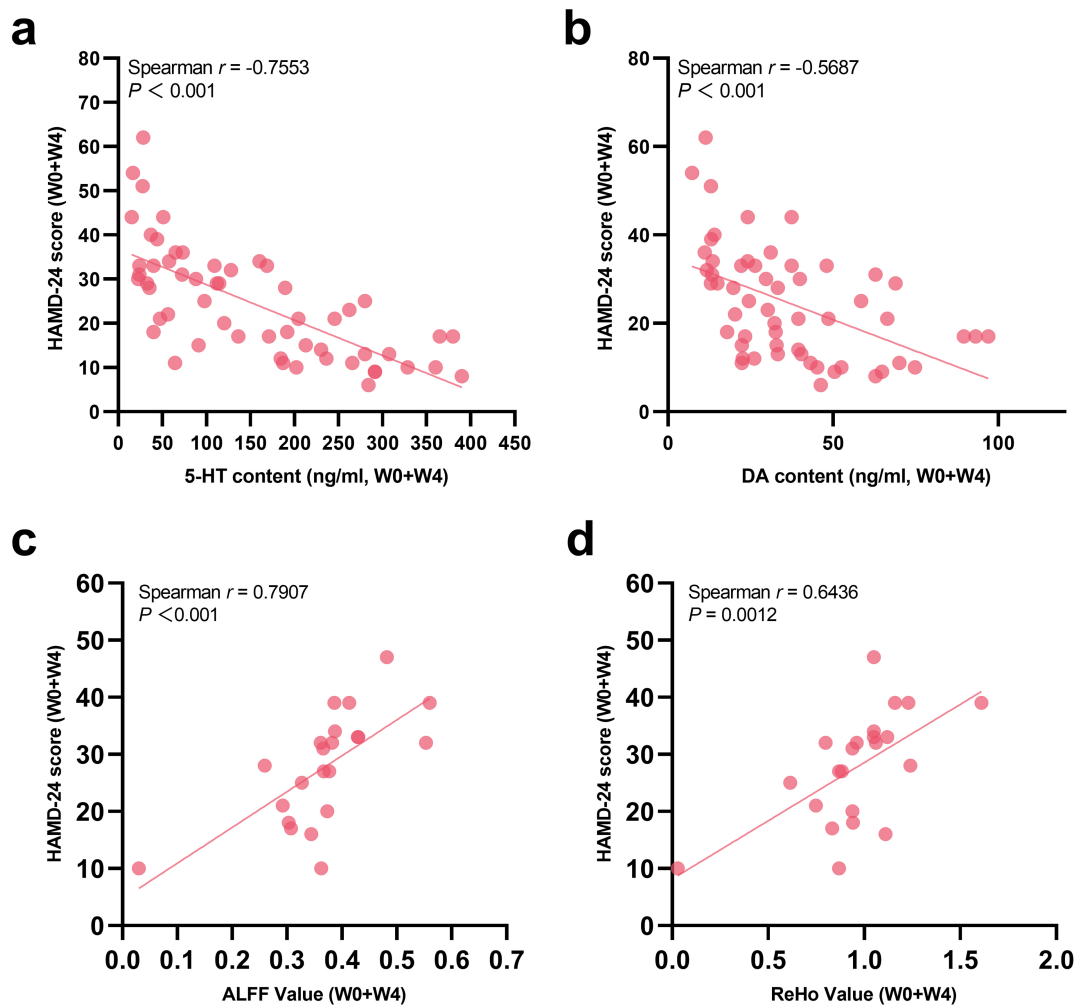 a
Spearman r = -0.7553
P < 0.001
80
70
60
50
40
30
20
10
0
HAMD-24 score (W0+W4)
0 50 100 150 200 250 300 350 400 450
5-HT content (ng/ml, W0+W4)
b
Spearman r = -0.5687
P < 0.001
80
60
40
20
0
HAMD-24 score (W0+W4)
0 50 100
DA content (ng/ml, W0+W4)
c
Spearman r = 0.7907
P <0.001
60
50
40
30
20
10
0
HAMD-24 score (W0+W4)
0.0 0.1 0.2 0.3 0.4 0.5 0.6 0.7
ALFF Value (W0+W4)
d
Spearman r = 0.6436
P = 0.0012
60
50
40
30
20
10
0
HAMD-24 score (W0+W4)
0.0 0.5 1.0 1.5 2.0
ReHo Value (W0+W4)